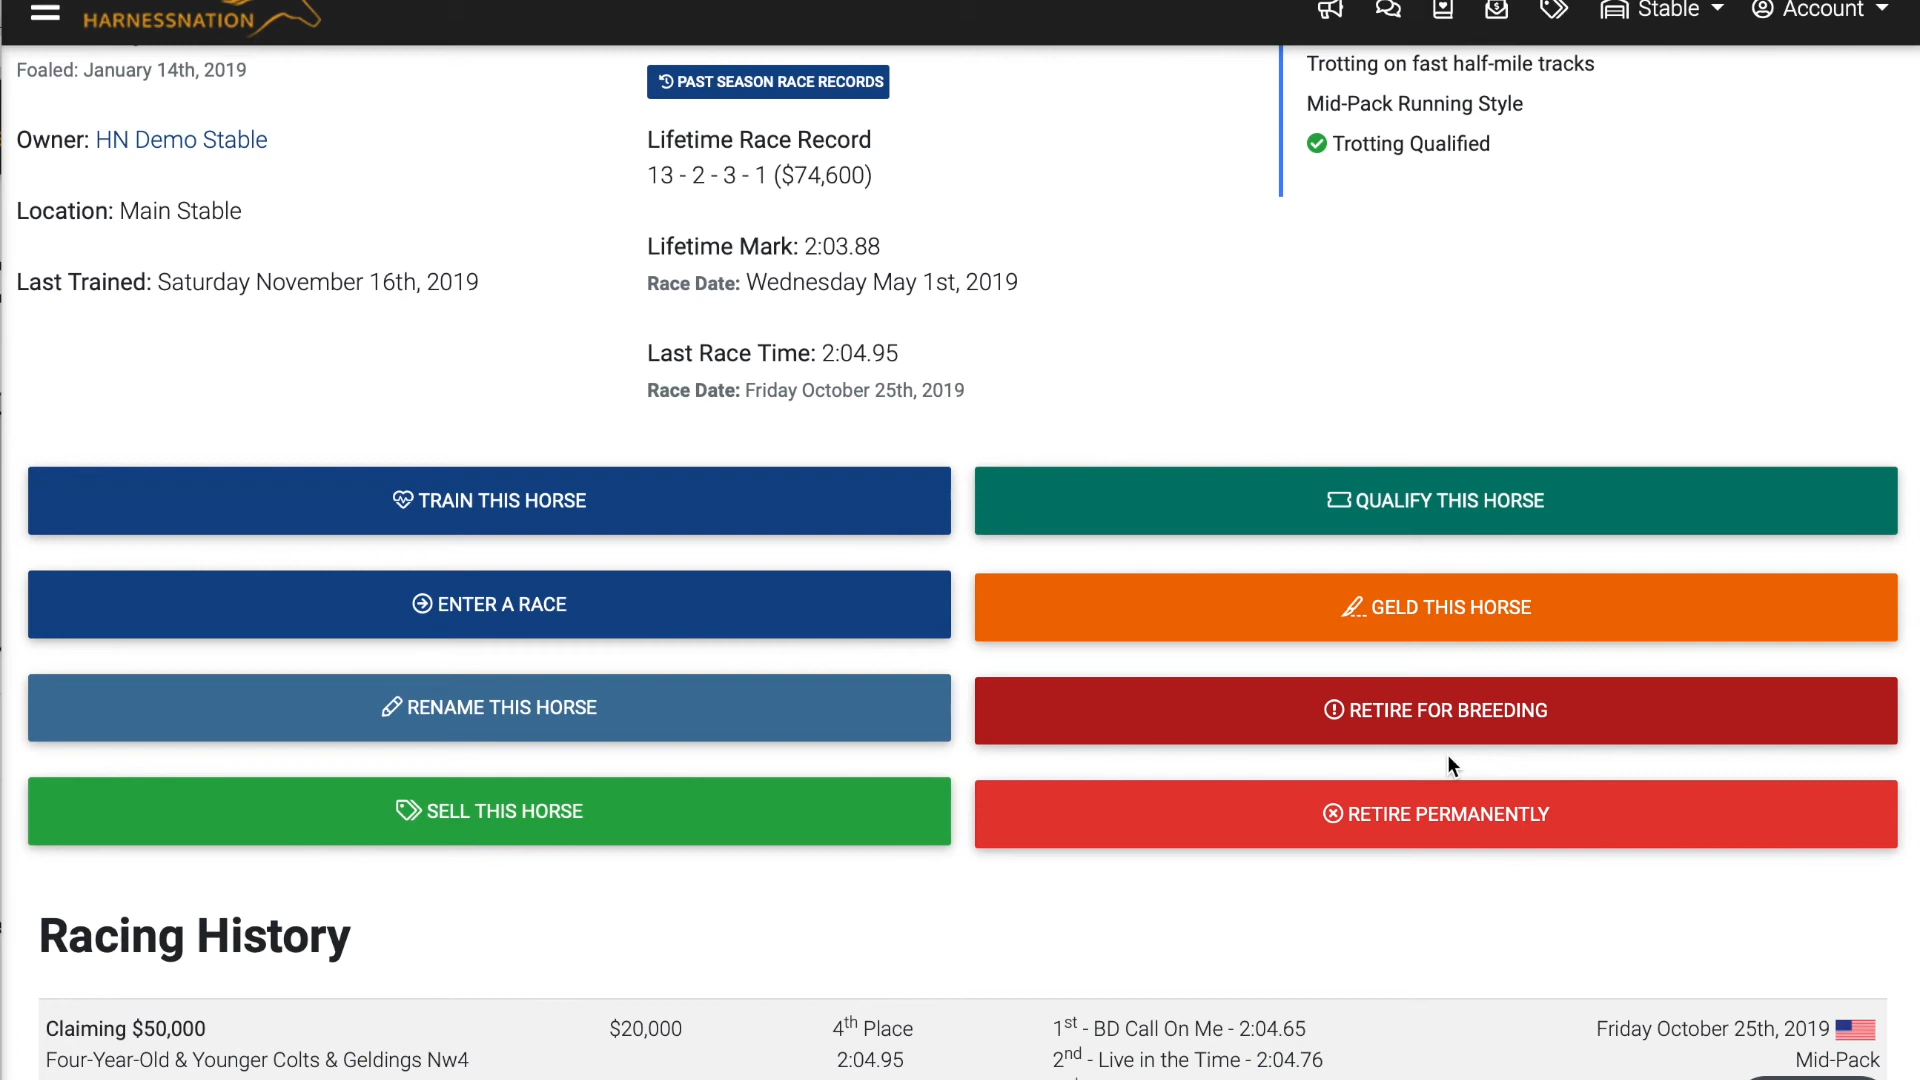 HARNESSNATION
Stable
Account
Foaled: January 14th, 2019
Owner: HN Demo Stable
Location: Main Stable
Last Trained: Saturday November 16th, 2019
PAST SEASON RACE RECORDS
Lifetime Race Record
13 - 2 - 3 - 1 ($74,600)
Lifetime Mark: 2:03.88
Race Date: Wednesday May 1st, 2019
Last Race Time: 2:04.95
Race Date: Friday October 25th, 2019
Trotting on fast half-mile tracks
Mid-Pack Running Style
Trotting Qualified
TRAIN THIS HORSE
QUALIFY THIS HORSE
ENTER A RACE
GELD THIS HORSE
RENAME THIS HORSE
RETIRE FOR BREEDING
SELL THIS HORSE
RETIRE PERMANENTLY
Racing History
Claiming $50,000
Four-Year-Old & Younger Colts & Geldings Nw4
$20,000
4th Place
2:04.95
1st - BD Call On Me - 2:04.65
2nd - Live in the Time - 2:04.76
Friday October 25th, 2019
Mid-Pack